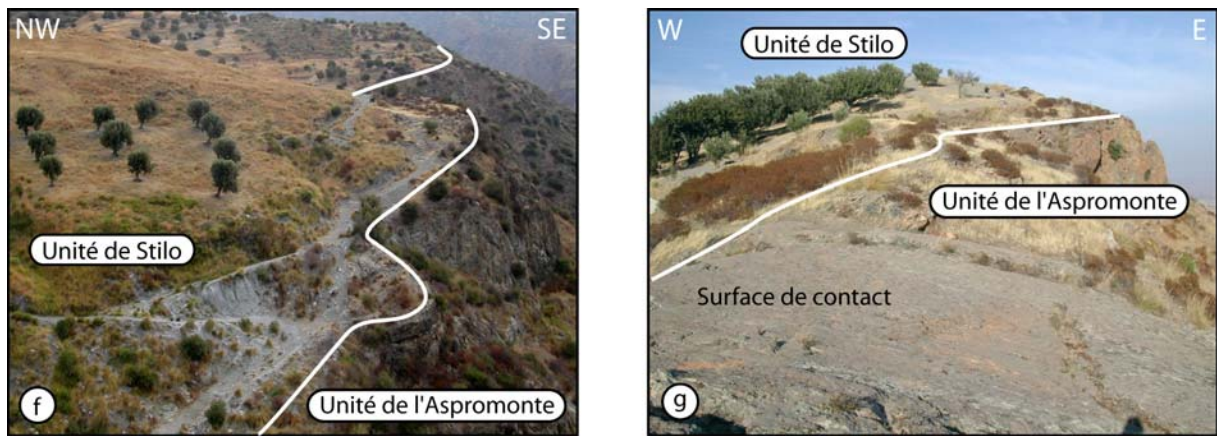 NW SE
Unité de Stilo
Unité de l'Aspromonte
f
W E
Unité de Stilo
Unité de l'Aspromonte
Surface de contact
g